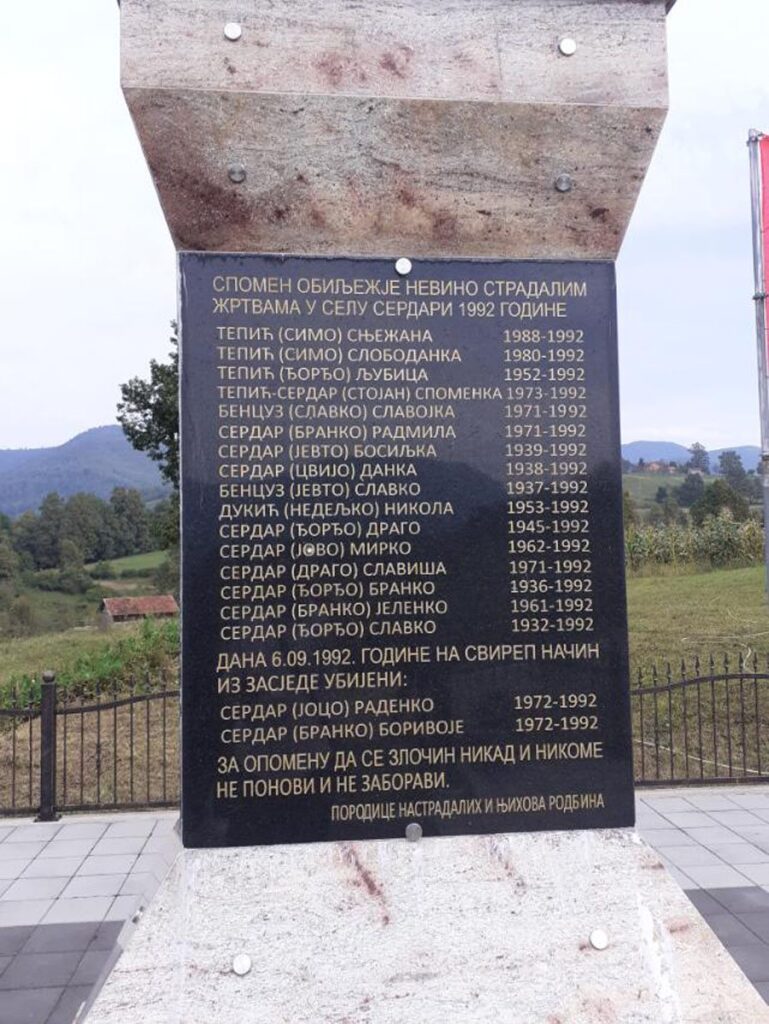 СПОМЕН ОБИЉЕЖЈЕ НЕВИНО СТРАДАЛИМ
ЖРТВАМА У СЕЛУ СЕРДАРИ 1992 ГОДИНЕ
ТЕПИЋ (СИМО) СЊЕЖАНА 1988-1992
ТЕПИЋ (СИМО) СЛОБОДАНКА 1980-1992
ТЕПИЋ (ЂОРЂО) ЉУБИЦА 1952-1992
ТЕПИЋ-СЕРДАР (СТОЈАН) СПОМЕНКА 1973-1992
БЕНЦУЗ (СЛАВКО) СЛАВОЈКА 1971-1992
СЕРДАР (БРАНКО) РАДМИЛА 1971-1992
СЕРДАР (ЈЕВТО) БОСИЉКА 1939-1992
СЕРДАР (ЦВИЈО) ДАНКА 1938-1992
БЕНЦУЗ (ЈЕВТО) СЛАВКО 1937-1992
ДУКИЋ (НЕДЕЉКО) НИКОЛА 1953-1992
СЕРДАР (ЂОРЂО) ДРАГО 1945-1992
СЕРДАР (ЈОВО) МИРКО 1962-1992
СЕРДАР (ДРАГО) СЛАВИША 1971-1992
СЕРДАР (ЂОРЂО) БРАНКО 1936-1992
СЕРДАР (БРАНКО) ЈЕЛЕНКО 1961-1992
СЕРДАР (ЂОРЂО) СЛАВКО 1932-1992
ДАНА 6.09.1992. ГОДИНЕ НА СВИРЕП НАЧИН
ИЗ ЗАСЈЕДЕ УБИЈЕНИ:
СЕРДАР (ЈОЦО) РАДЕНКО 1972-1992
СЕРДАР (БРАНКО) БОРИВОЈЕ 1972-1992
ЗА ОПОМЕНУ ДА СЕ ЗЛОЧИН НИКАД И НИКОМЕ
НЕ ПОНОВИ И НЕ ЗАБОРАВИ.
ПОРОДИЦЕ НАСТРАДАЛИХ И ЊИХОВА РОДБИНА